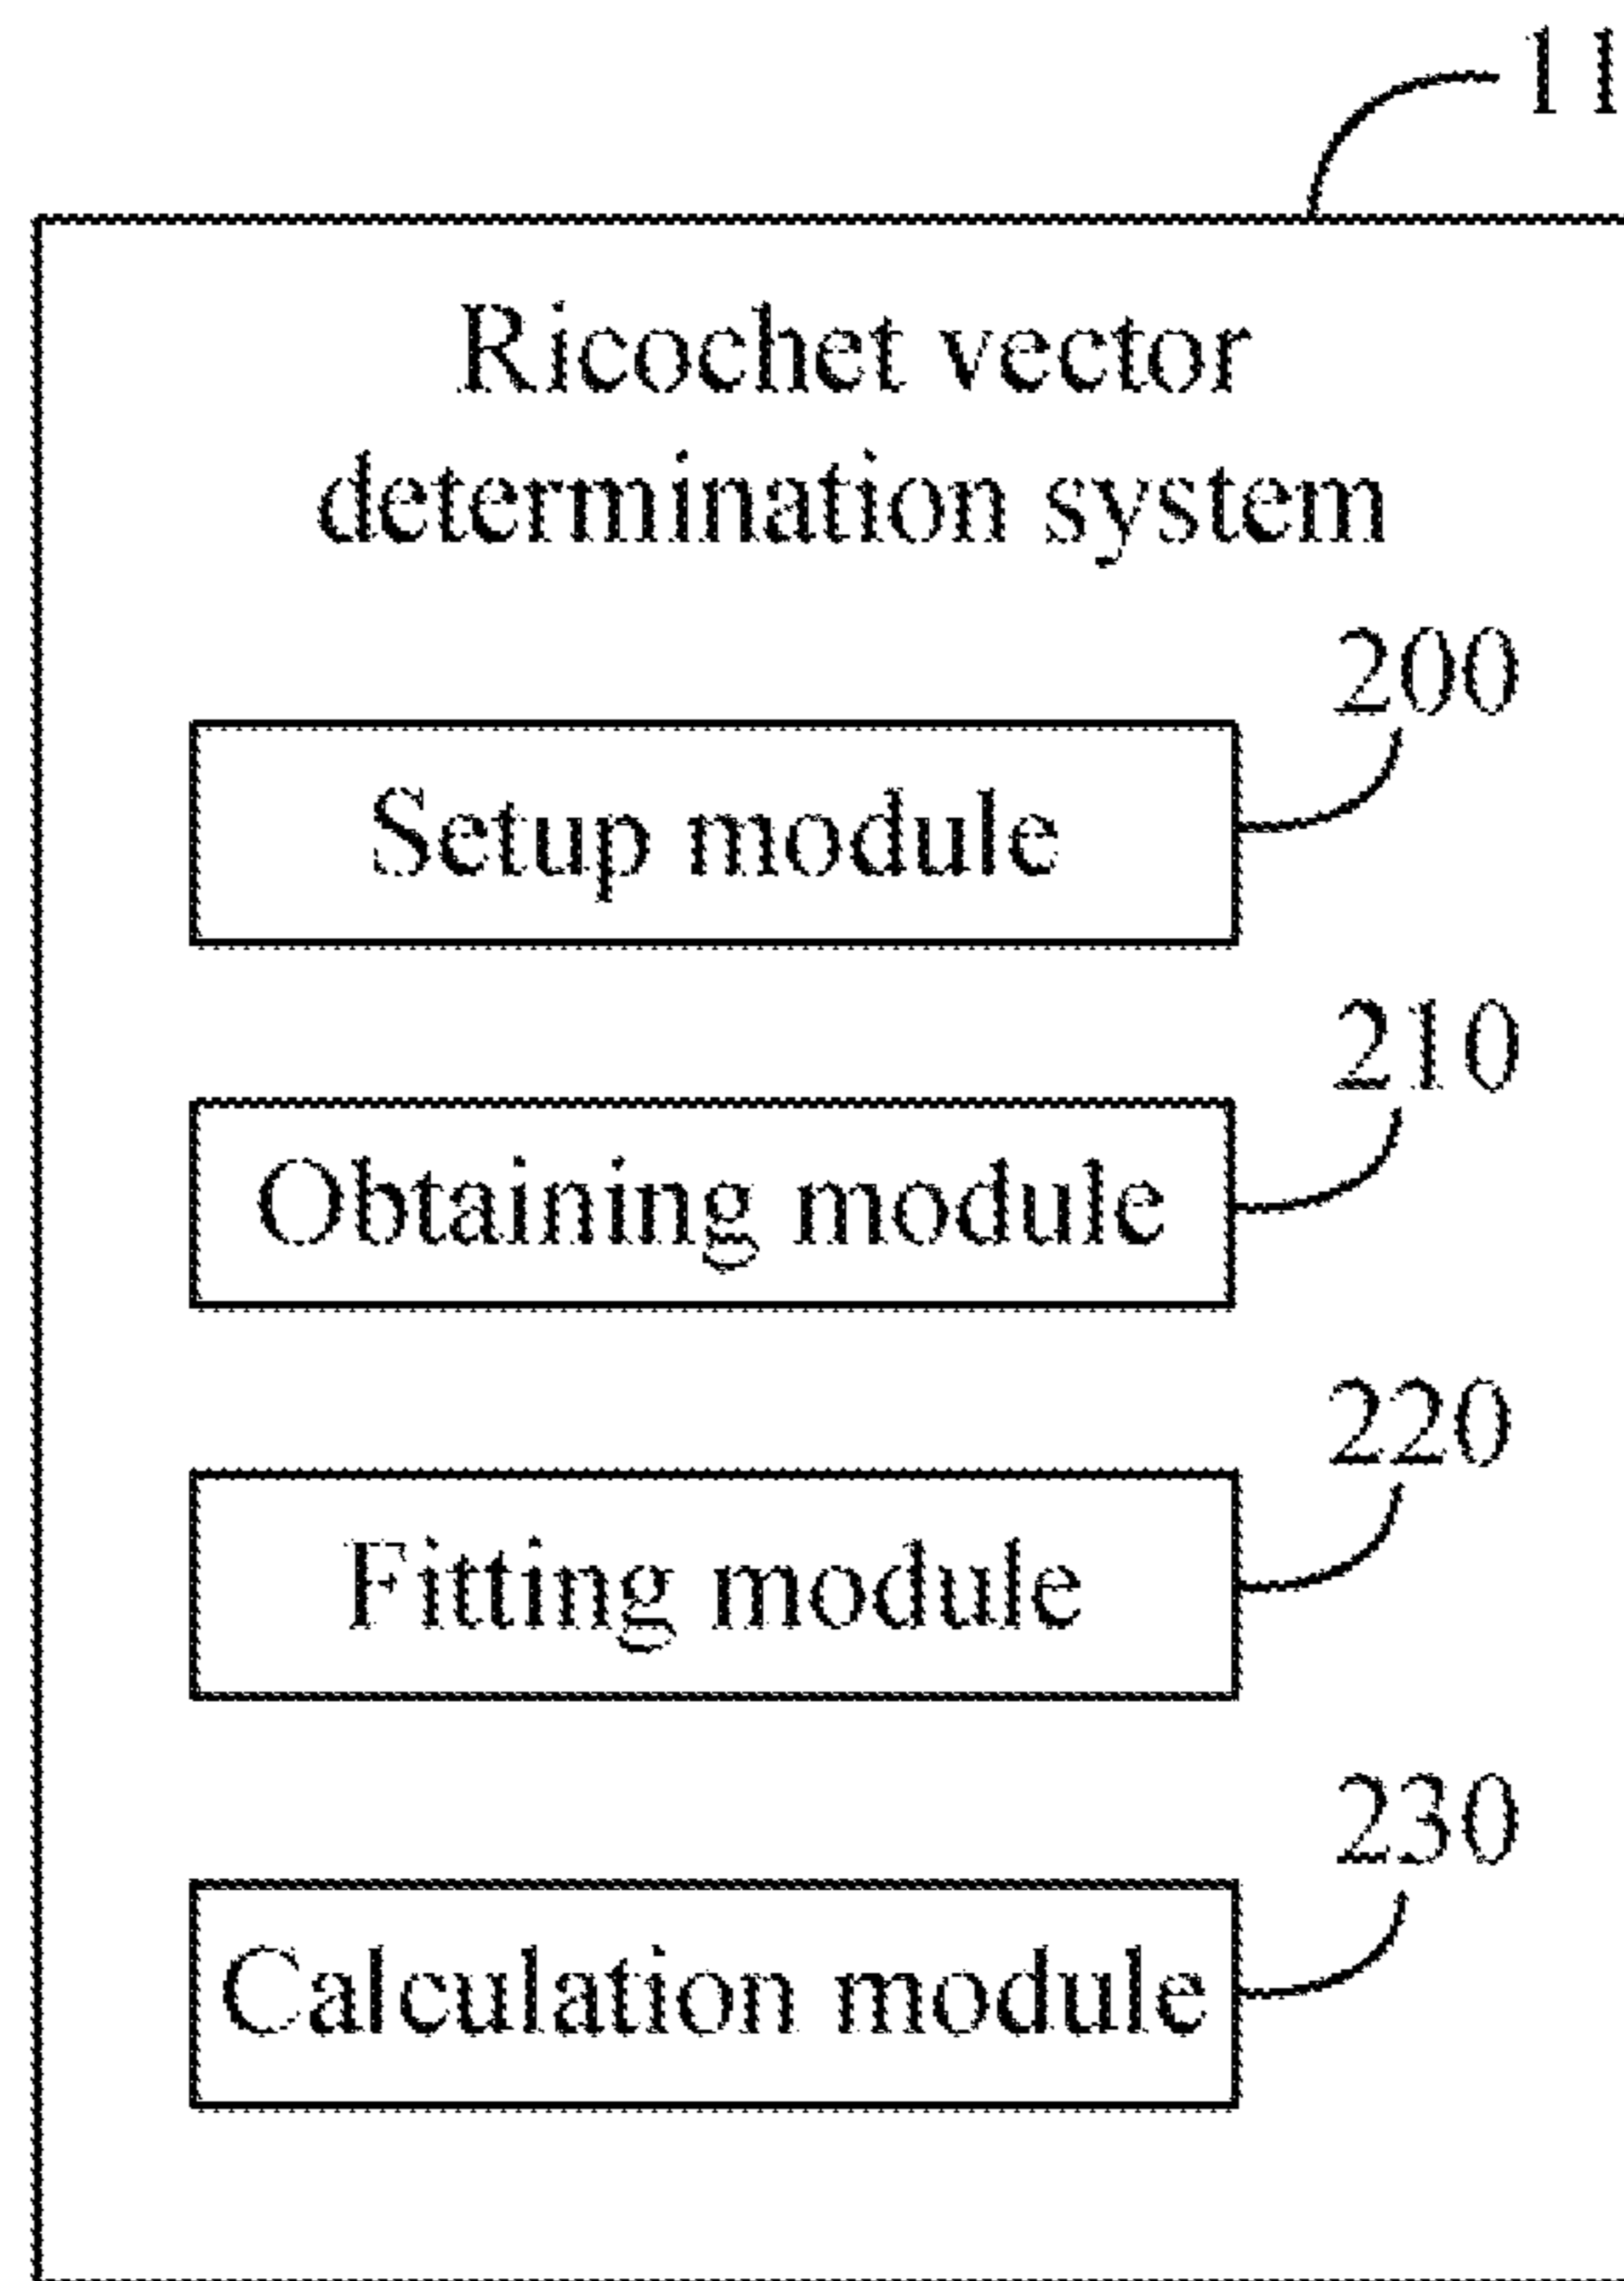 11
Ricochet vector
determination system
200
Setup module
210
Obtaining module
220
Fitting module
230
Calculation module